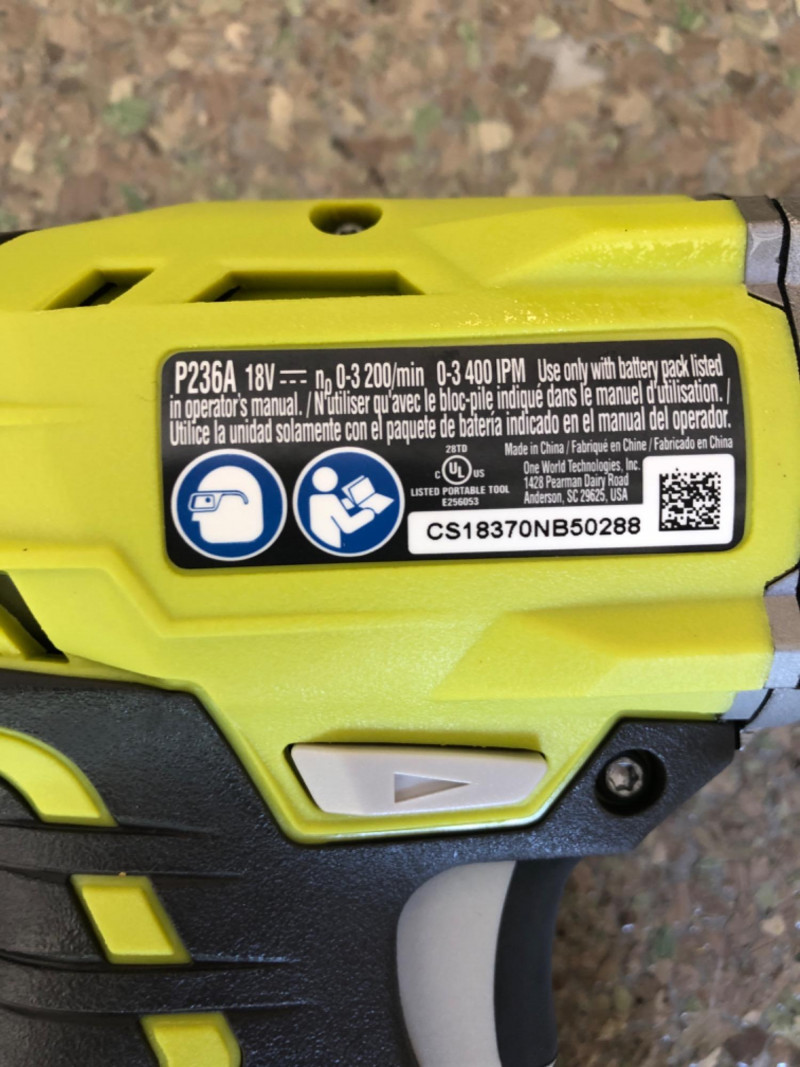 P236A 18V ⎓ n₀ 0-3 200/min 0-3 400 IPM Use only with battery pack listed
in operator's manual. / N'utiliser qu'avec le bloc-pile indiqué dans le manuel d'utilisation. /
Utilice la unidad solamente con el paquete de batería indicado en el manual del operador.
28TD
C UL US
LISTED PORTABLE TOOL
E256053
Made in China / Fabriqué en Chine / Fabricado en China
One World Technologies, Inc.
1428 Pearman Dairy Road
Anderson, SC 29625, USA
CS18370NB50288